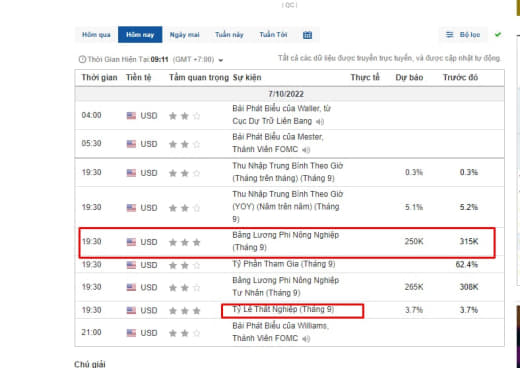 | QC |
Hôm qua Hôm nay Ngày mai Tuần này Tuần Tới Bộ lọc
Thời Gian Hiện Tại: 09:11 (GMT +7:00) Tất cả các dữ liệu được truyền trực tuyến, và được cập nhật tự động.
Thời gian Tiền tệ Tầm quan trọng Sự kiện Thực tế Dự báo Trước đó
7/10/2022
04:00 USD Bài Phát Biểu của Waller, từ
Cục Dự Trữ Liên Bang
05:30 USD Bài Phát Biểu của Mester,
Thành Viên FOMC
19:30 USD Thu Nhập Trung Bình Theo Giờ
(Tháng trên tháng) (Tháng 9) 0.3% 0.3%
19:30 USD Thu Nhập Trung Bình Theo Giờ
(YOY) (Năm trên năm) (Tháng
9) 5.1% 5.2%
19:30 USD Bảng Lương Phi Nông Nghiệp
(Tháng 9) 250K 315K
19:30 USD Tỷ Phần Tham Gia (Tháng 9) 62.4%
19:30 USD Bảng Lương Phi Nông Nghiệp
Tư Nhân (Tháng 9) 265K 308K
19:30 USD Tỷ Lệ Thất Nghiệp (Tháng 9) 3.7% 3.7%
21:00 USD Bài Phát Biểu của Williams,
Thành Viên FOMC
Chú giải